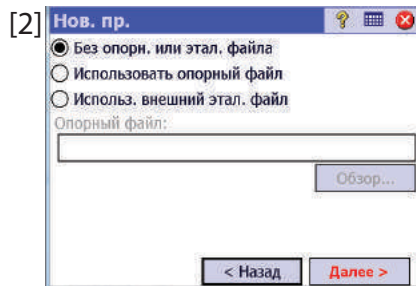 [2] Нов. пр.
Без опорн. или этал. файла
Использовать опорный файл
Использ. внешний этал. файл
Опорный файл:
Обзор...
< Назад Далее >